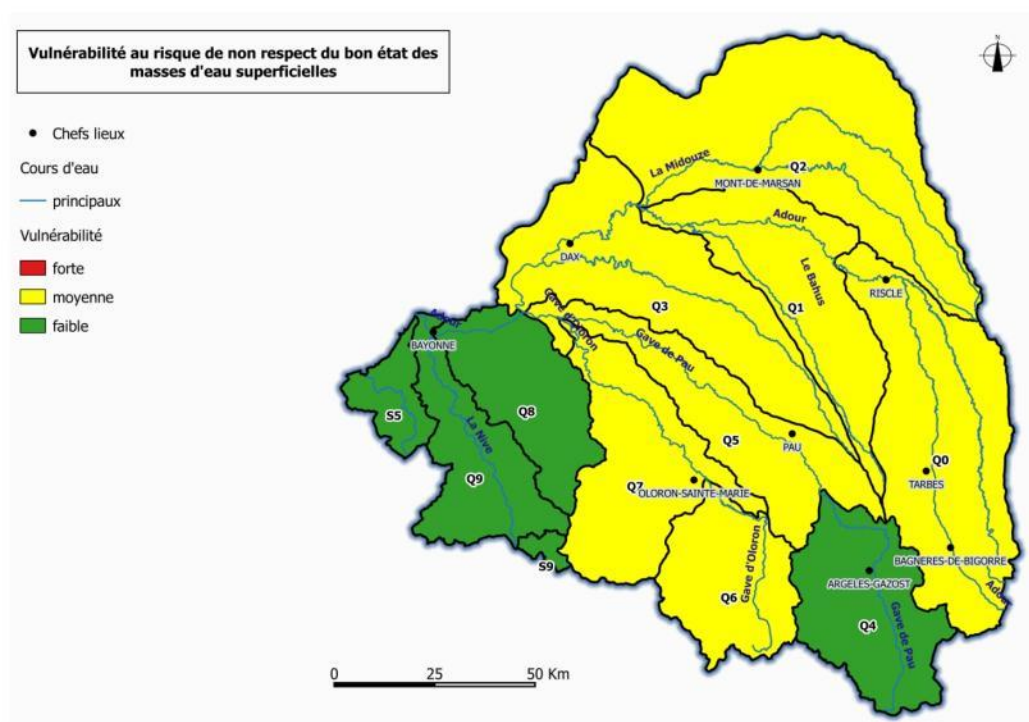 Vulnérabilité au risque de non respect du bon état des
masses d'eau superficielles
N
Chefs lieux
Cours d'eau
principaux
Vulnérabilité
forte
moyenne
faible
La Midouze
Q2
MONT-DE-MARSAN
Adour
DAX
Le Bahus
RISCLE
Q3
Q1
Gave d'Oloron
Adour
BAYONNE
Gave de Pau
S5
Q8
La Nive
Q5
PAU
Q9
Q7
OLORON-SAINTE-MARIE
Q0
TARBES
S9
Gave d'Oloron
BAGNERES-DE-BIGORRE
ARGELES-GAZOST
Adour
Q6
Q4
Gave de Pau
0 25 50 Km